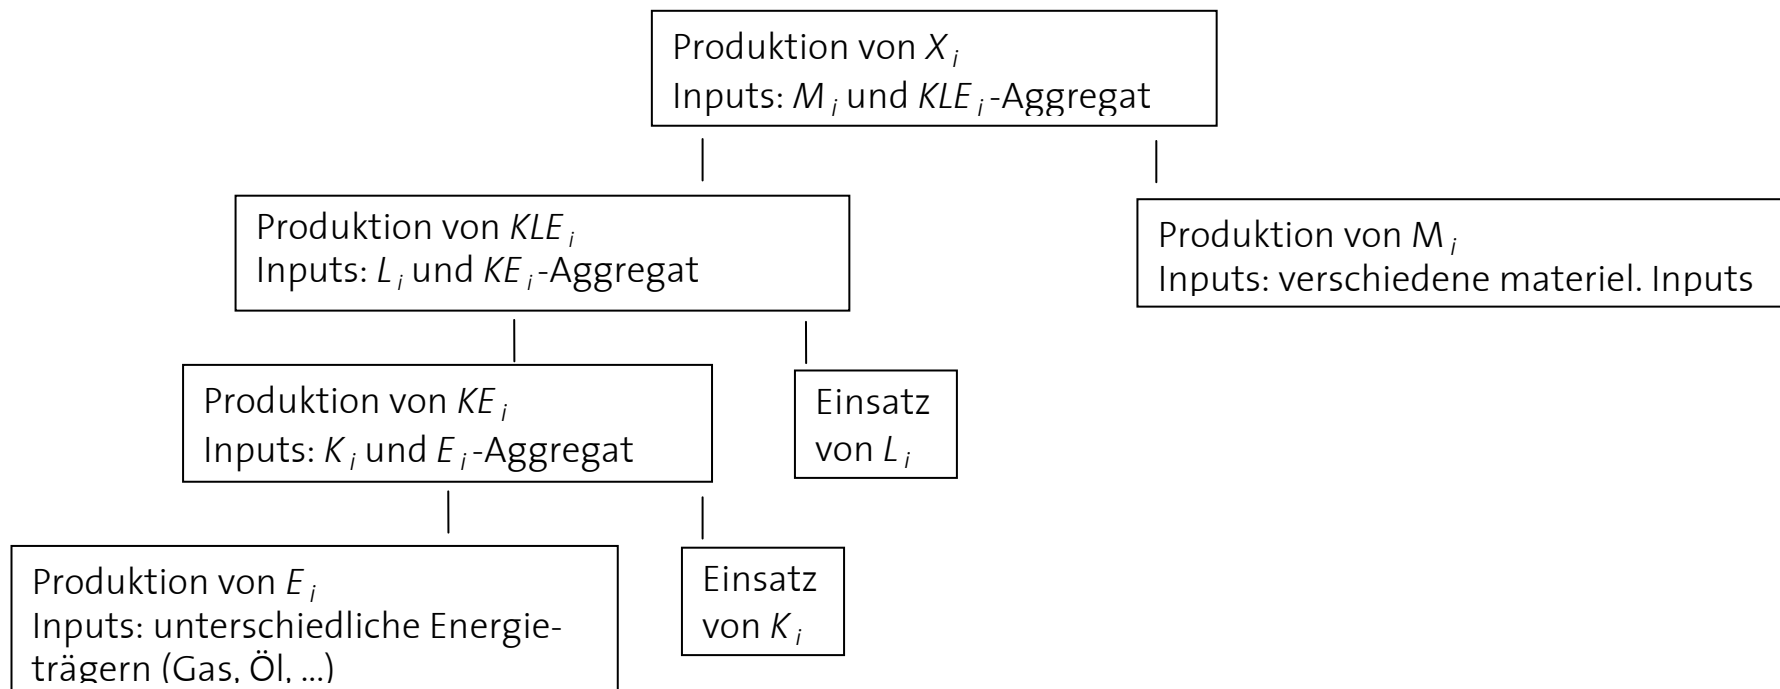 Produktion von X i
Inputs: M i und KLE i -Aggregat
Produktion von KLE i
Inputs: L i und KE i -Aggregat
Produktion von M i
Inputs: verschiedene materiel. Inputs
Produktion von KE i
Inputs: K i und E i -Aggregat
Einsatz
von L i
Produktion von E i
Inputs: unterschiedliche Energie-
trägern (Gas, Öl, ...)
Einsatz
von K i